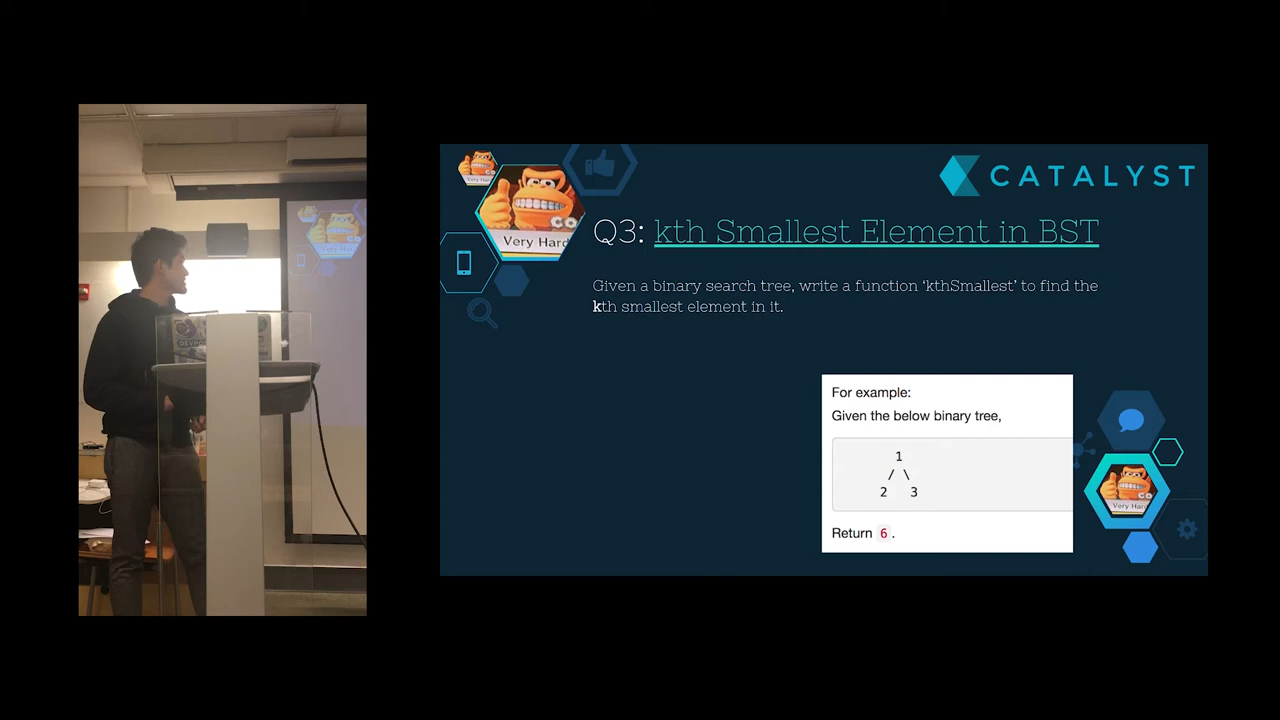 CATALYST
CO
Very Hard
Q3: kth Smallest Element in BST
Given a binary search tree, write a function ‘kthSmallest’ to find the
kth smallest element in it.
For example:
Given the below binary tree,
1
/ \
2 3
Return 6.
CO
Very Hard